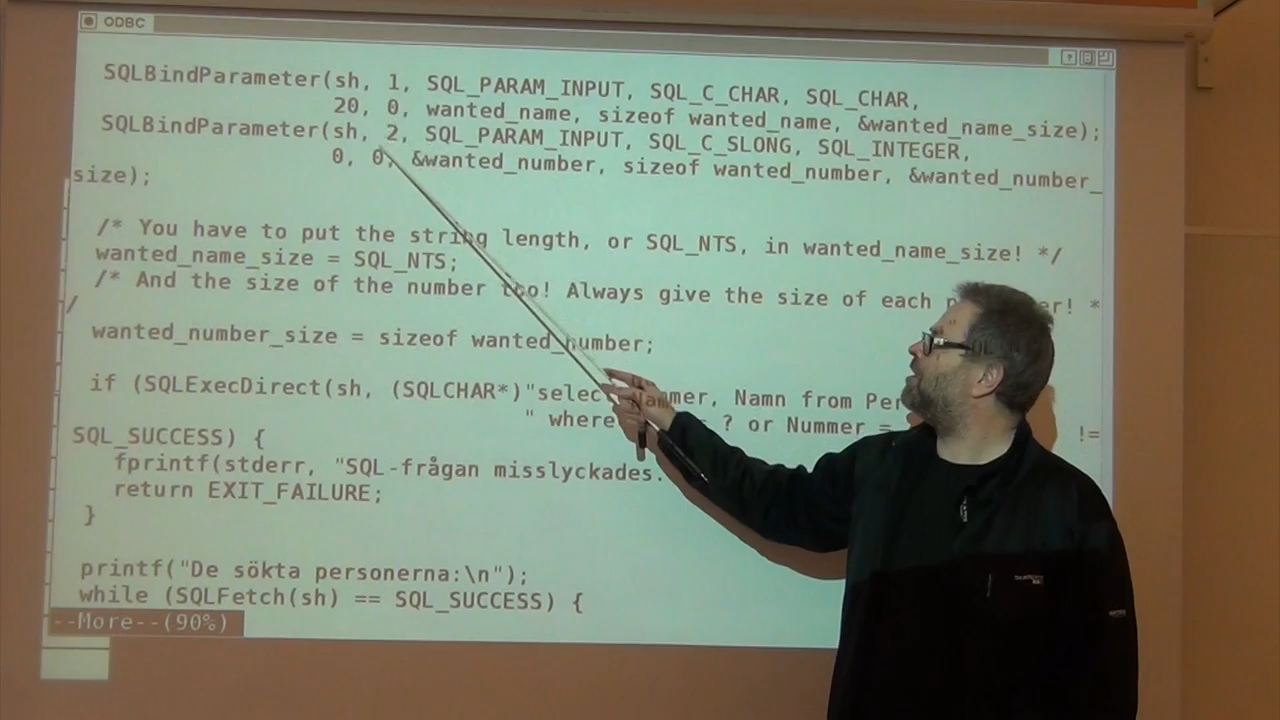 ODBC
SQLBindParameter(sh, 1, SQL_PARAM_INPUT, SQL_C_CHAR, SQL_CHAR,
20, 0, wanted_name, sizeof wanted_name, &wanted_name_size);
SQLBindParameter(sh, 2, SQL_PARAM_INPUT, SQL_C_SLONG, SQL_INTEGER,
0, 0, &wanted_number, sizeof wanted_number, &wanted_number_
size);
/* You have to put the string length, or SQL_NTS, in wanted_name_size! */
wanted_name_size = SQL_NTS;
/* And the size of the number too! Always give the size of each *
/
wanted_number_size = sizeof wanted_number;
if (SQLExecDirect(sh, (SQLCHAR*)"select Nummer, Namn from
" where ? or Nummer = !=
SQL_SUCCESS) {
fprintf(stderr, "SQL-frågan misslyckades.
return EXIT_FAILURE;
}
printf("De sökta personerna:\n");
while (SQLFetch(sh) == SQL_SUCCESS) {
--More--(90%)